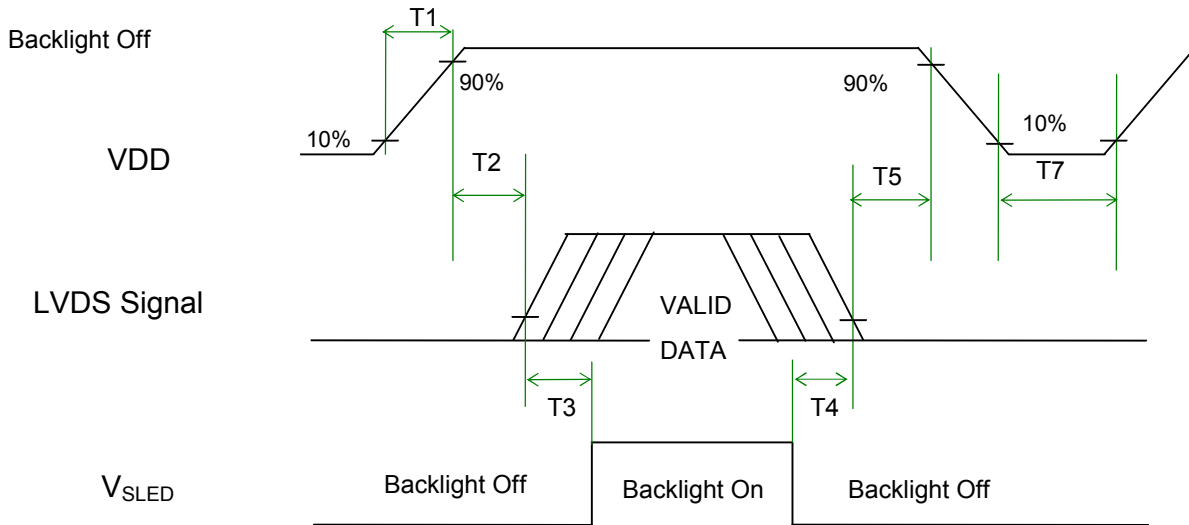 T1
Backlight Off
90%
90%
10%
10%
VDD
T2
T5
T7
LVDS Signal
VALID
DATA
T3
T4
VSLED
Backlight Off
Backlight On
Backlight Off